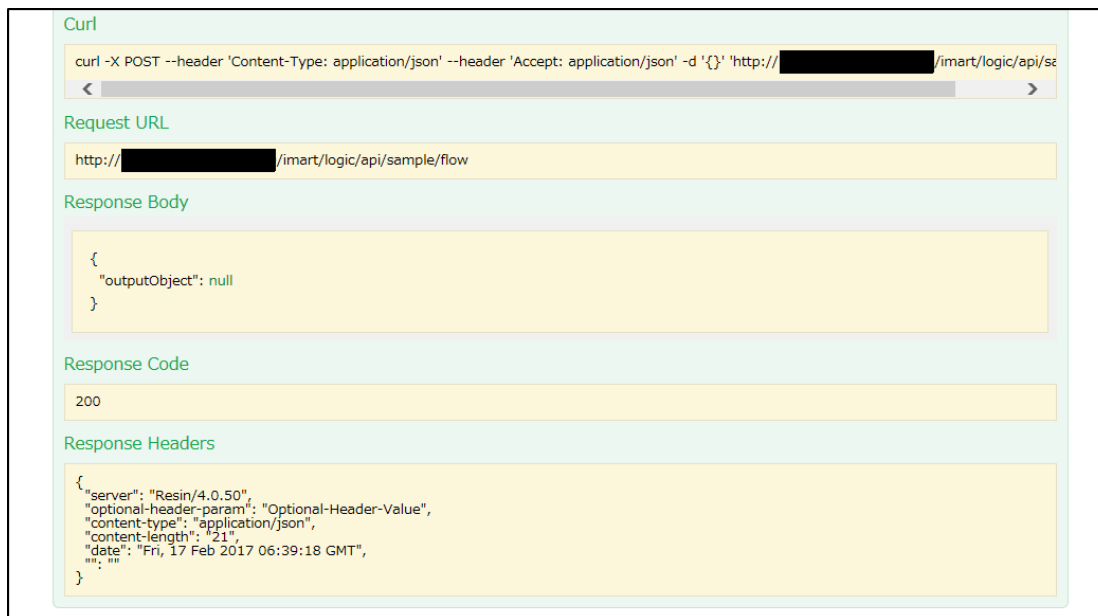 Curl
curl -X POST --header 'Content-Type: application/json' --header 'Accept: application/json' -d '{}' 'http:// /imart/logic/api/sa
Request URL
http:// /imart/logic/api/sample/flow
Response Body
{
"outputObject": null
}
Response Code
200
Response Headers
{
"server": "Resin/4.0.50",
"optional-header-param": "Optional-Header-Value",
"content-type": "application/json",
"content-length": "21",
"date": "Fri, 17 Feb 2017 06:39:18 GMT",
"": ""
}